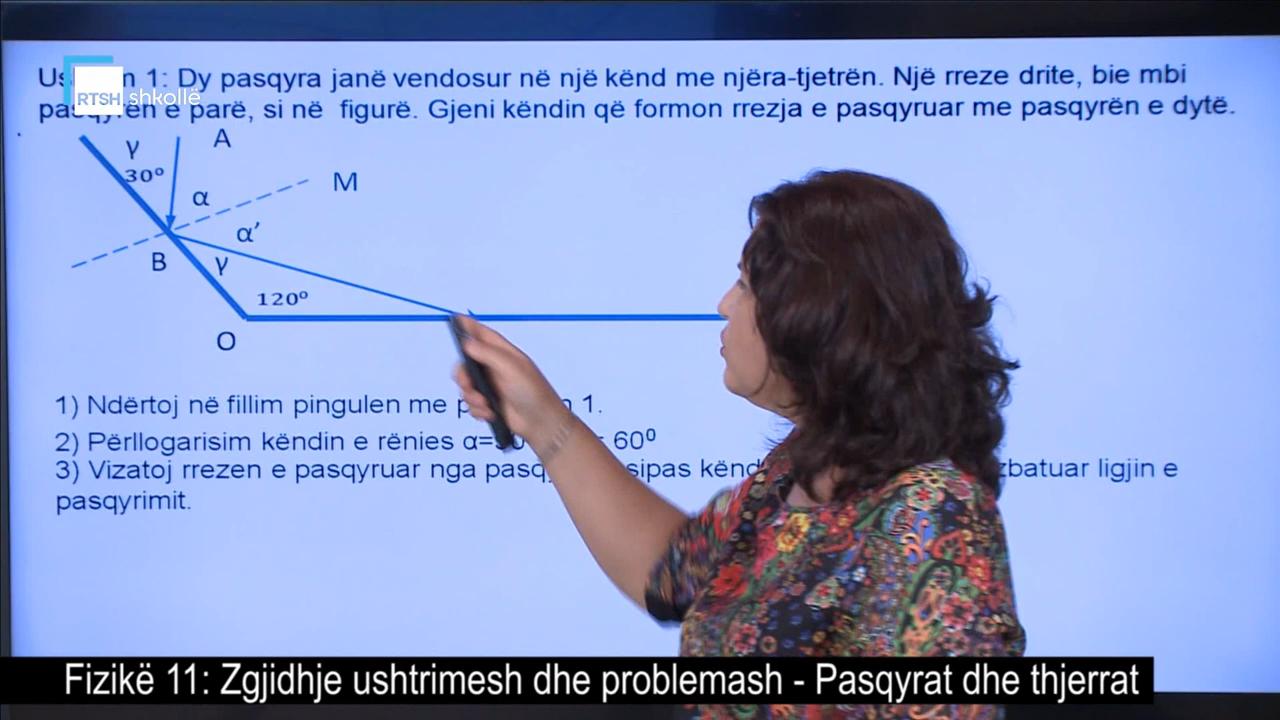 Dy pasqyra janë vendosur në një kënd me njëra-tjetrën. Një rreze drite, bie mbi
1:
RTSH shkollë
e parë, si në figurë. Gjeni këndin që formon rrezja e pasqyruar me pasqyrën e dytë.
γ A
30⁰
α M
α’
B γ
120⁰
O
1) Ndërtoj në fillim pingulen me 1.
2) Përllogarisim këndin e rënies α= 60⁰
3) Vizatoj rrezen e pasqyruar nga sipas ligjin e
pasqyrimit.
Fizikë 11: Zgjidhje ushtrimesh dhe problemash - Pasqyrat dhe thjerrat